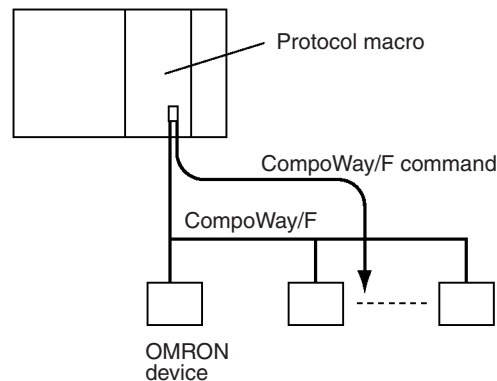 Protocol macro
CompoWay/F command
CompoWay/F
OMRON
device